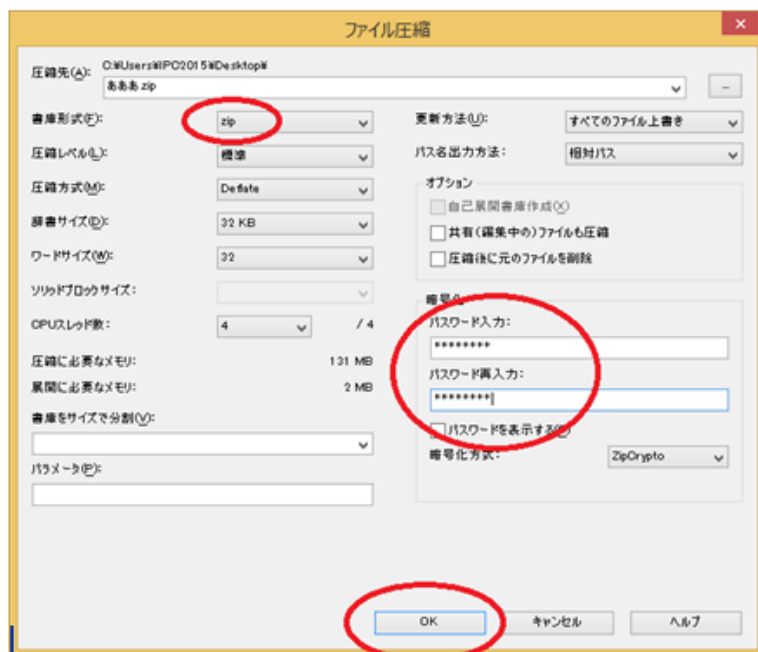 ファイル圧縮
圧縮先(A):
C:¥Users¥IPO2015¥Desktop¥
あああ.zip
...
書庫形式(F):
zip
圧縮レベル(L):
標準
圧縮方式(M):
Deflate
辞書サイズ(D):
32 KB
ワードサイズ(W):
32
ソリッドブロックサイズ:
CPUスレッド数:
4
/ 4
圧縮に必要なメモリ:
131 MB
展開に必要なメモリ:
2 MB
書庫をサイズで分割(V):
パラメータ(P):
更新方法(U):
すべてのファイル上書き
パス名出力方法:
相対パス
オプション
自己展開書庫作成(X)
共有(編集中の)ファイルも圧縮
圧縮後に元のファイルを削除
暗号化
パスワード入力:
********
パスワード再入力:
********
パスワードを表示する
暗号化方式:
ZipCrypto
OK
キャンセル
ヘルプ